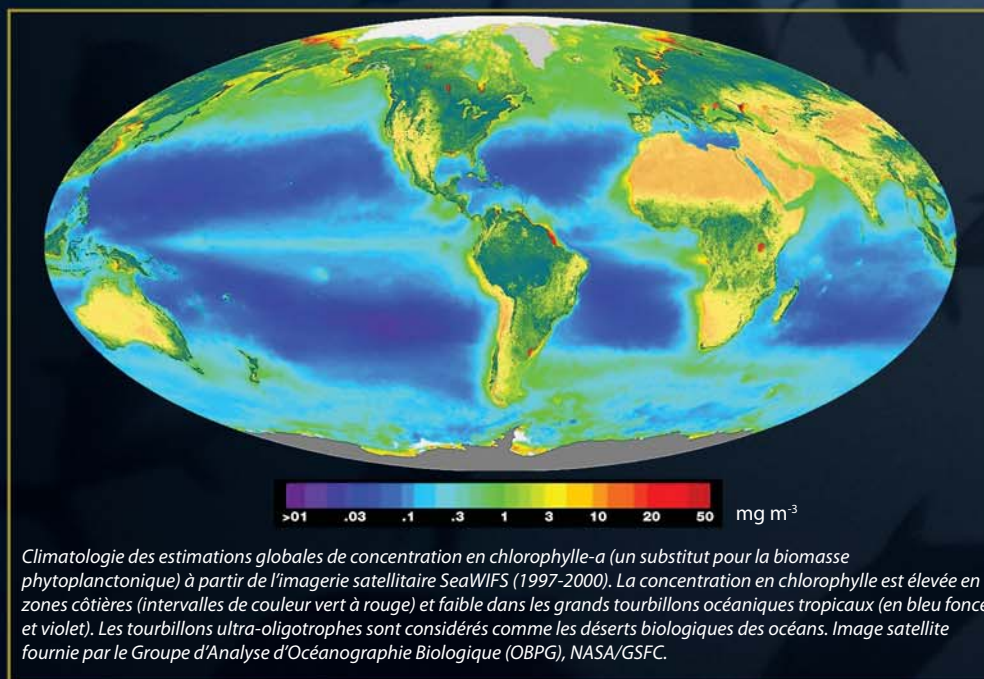 >01 .03 .1 .3 1 3 10 20 50 mg m⁻³
Climatologie des estimations globales de concentration en chlorophylle-a (un substitut pour la biomasse
phytoplanctonique) à partir de l'imagerie satellitaire SeaWIFS (1997-2000). La concentration en chlorophylle est élevée en
zones côtières (intervalles de couleur vert à rouge) et faible dans les grands tourbillons océaniques tropicaux (en bleu foncé
et violet). Les tourbillons ultra-oligotrophes sont considérés comme les déserts biologiques des océans. Image satellite
fournie par le Groupe d'Analyse d'Océanographie Biologique (OBPG), NASA/GSFC.